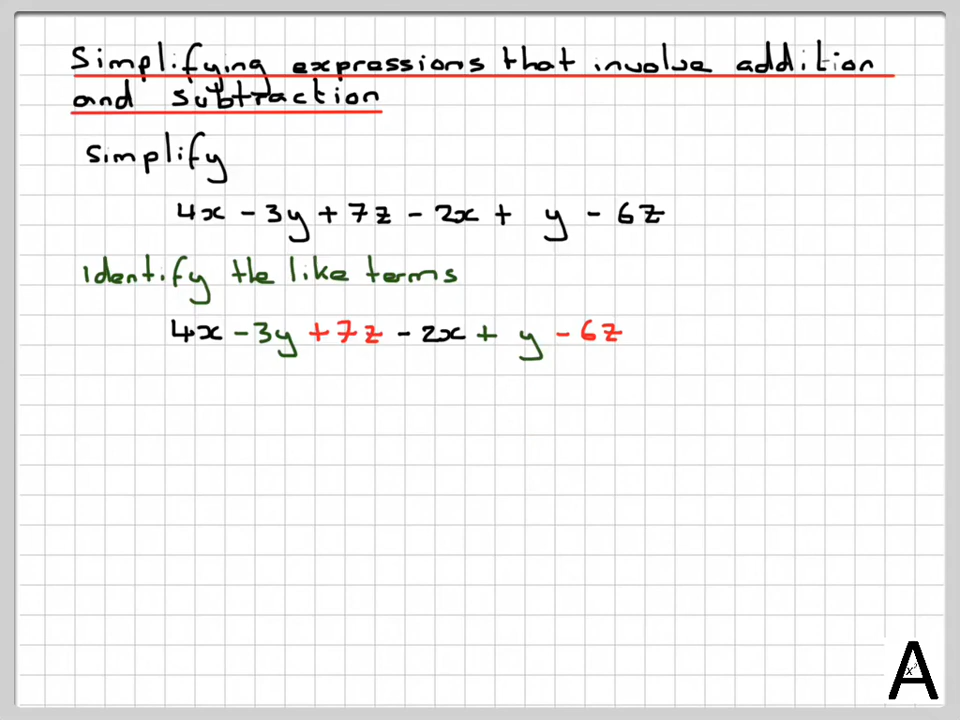 Simplifying expressions that involve addition
and subtraction
Simplify
4x - 3y + 7z - 2x + y - 6z
Identify the like terms
4x - 3y + 7z - 2x + y - 6z
A
x²